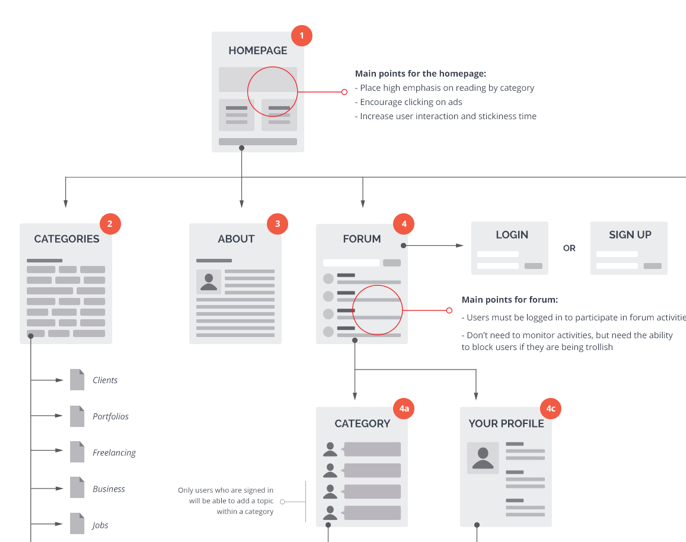 1
HOMEPAGE
Main points for the homepage:
- Place high emphasis on reading by category
- Encourage clicking on ads
- Increase user interaction and stickiness time
2
CATEGORIES
3
ABOUT
4
FORUM
LOGIN
OR
SIGN UP
Main points for forum:
- Users must be logged in to participate in forum activitie
- Don't need to monitor activities, but need the ability
to block users if they are being trollish
Clients
Portfolios
Freelancing
Business
Jobs
4a
CATEGORY
4c
YOUR PROFILE
Only users who are signed in
will be able to add a topic
within a category